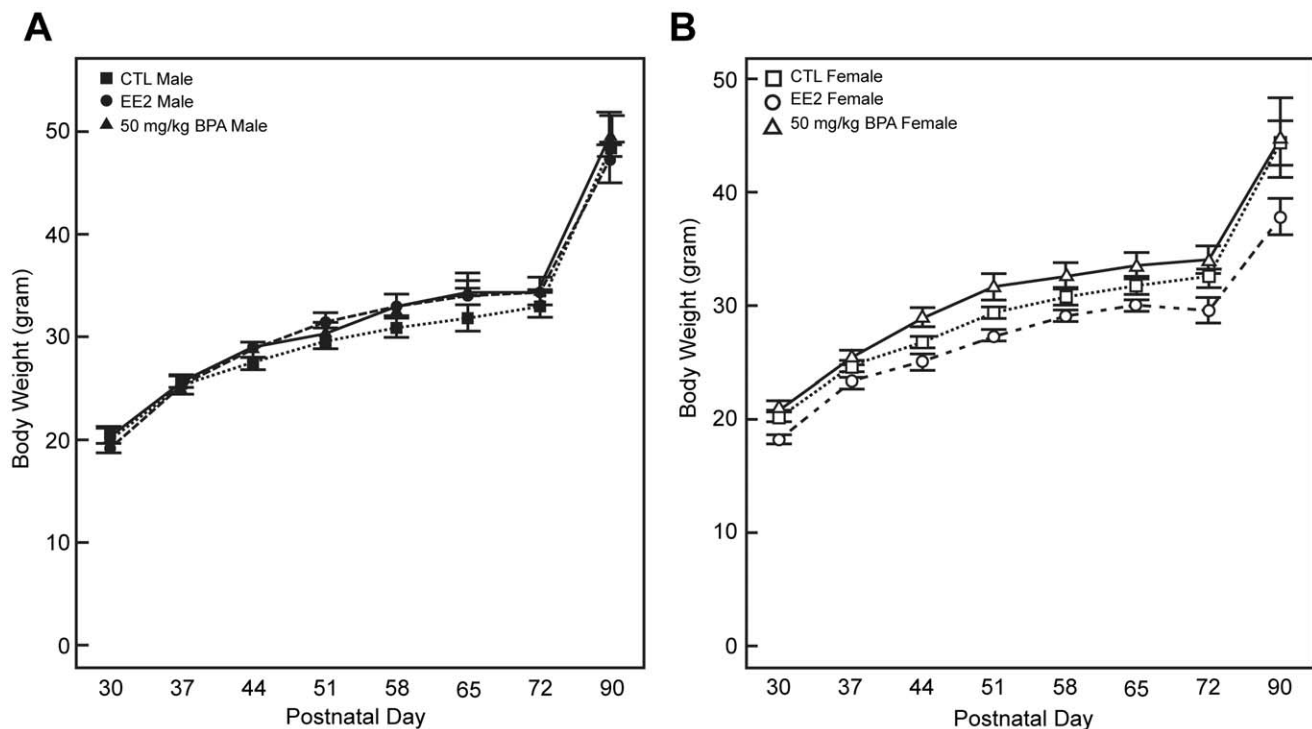 A
CTL Male
EE2 Male
50 mg/kg BPA Male
50
40
30
20
10
0
Body Weight (gram)
30 37 44 51 58 65 72 90
Postnatal Day
B
CTL Female
EE2 Female
50 mg/kg BPA Female
50
40
30
20
10
0
Body Weight (gram)
30 37 44 51 58 65 72 90
Postnatal Day